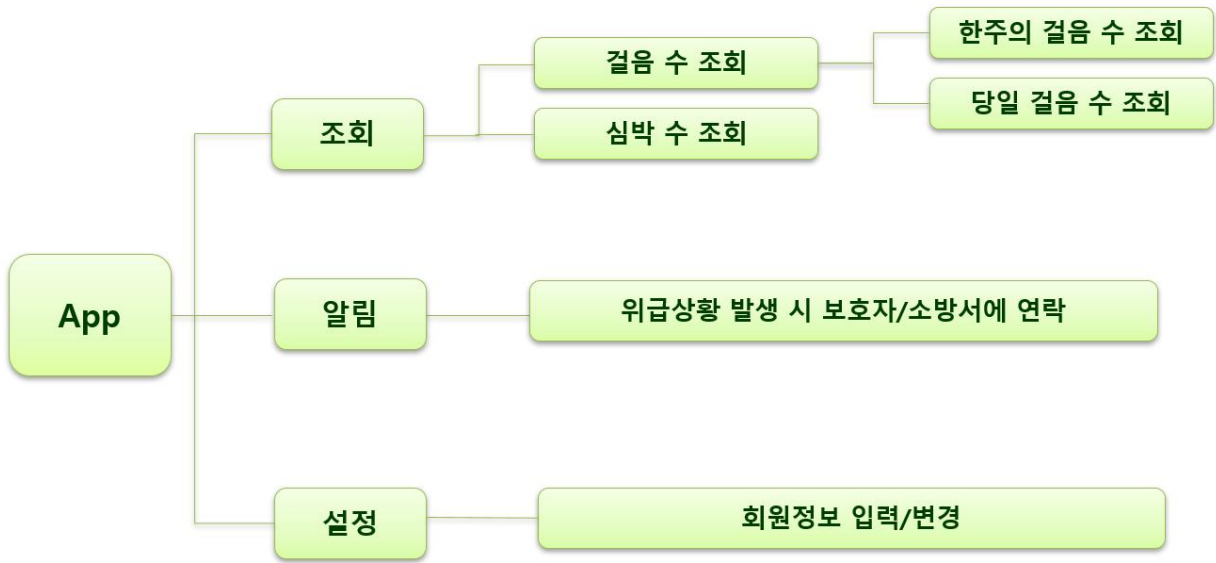 App
조회
걸음 수 조회
한주의 걸음 수 조회
당일 걸음 수 조회
심박 수 조회
알림
위급상황 발생 시 보호자/소방서에 연락
설정
회원정보 입력/변경